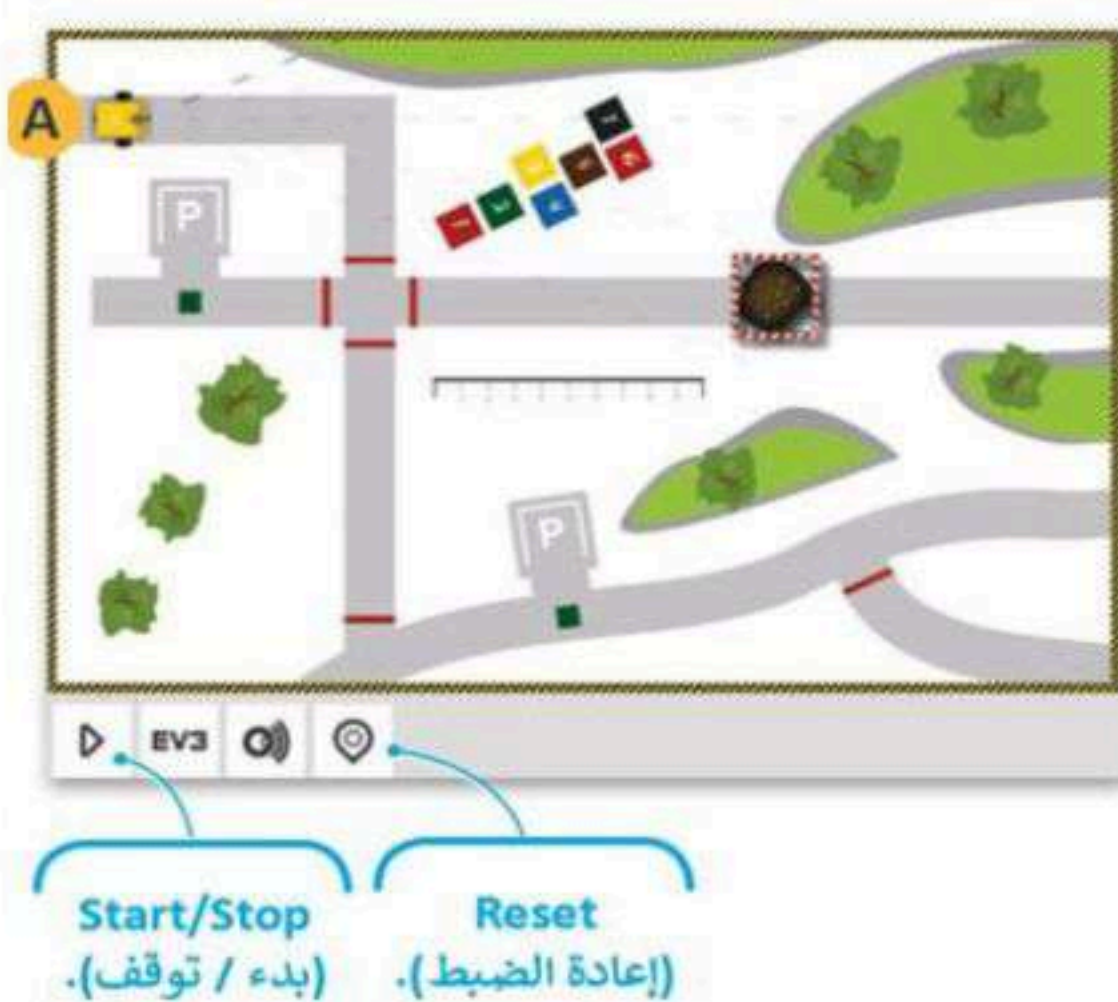 A
P
P
EV3
Start/Stop
(بدء / توقف).
Reset
(إعادة الضبط).